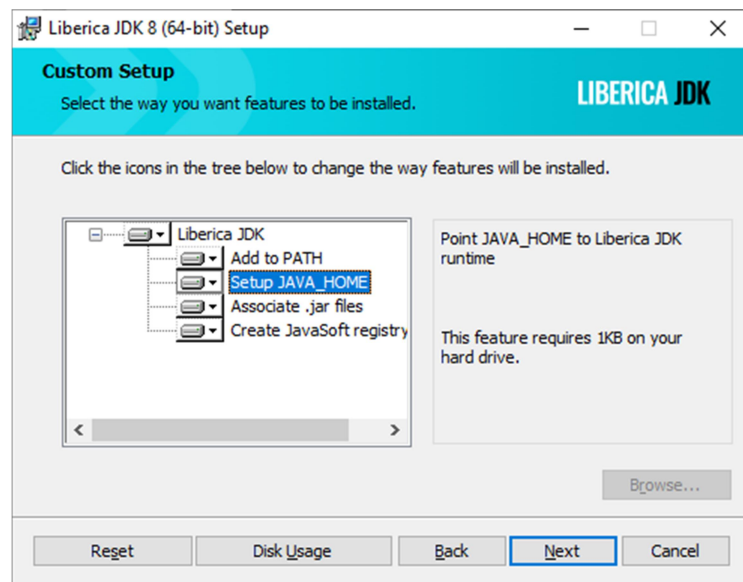 Liberica JDK 8 (64-bit) Setup
Custom Setup
Select the way you want features to be installed.
LIBERICA JDK
Click the icons in the tree below to change the way features will be installed.
Liberica JDK
Add to PATH
Setup JAVA_HOME
Associate .jar files
Create JavaSoft registry
Point JAVA_HOME to Liberica JDK
runtime
This feature requires 1KB on your
hard drive.
Browse...
Reset Disk Usage Back Next Cancel